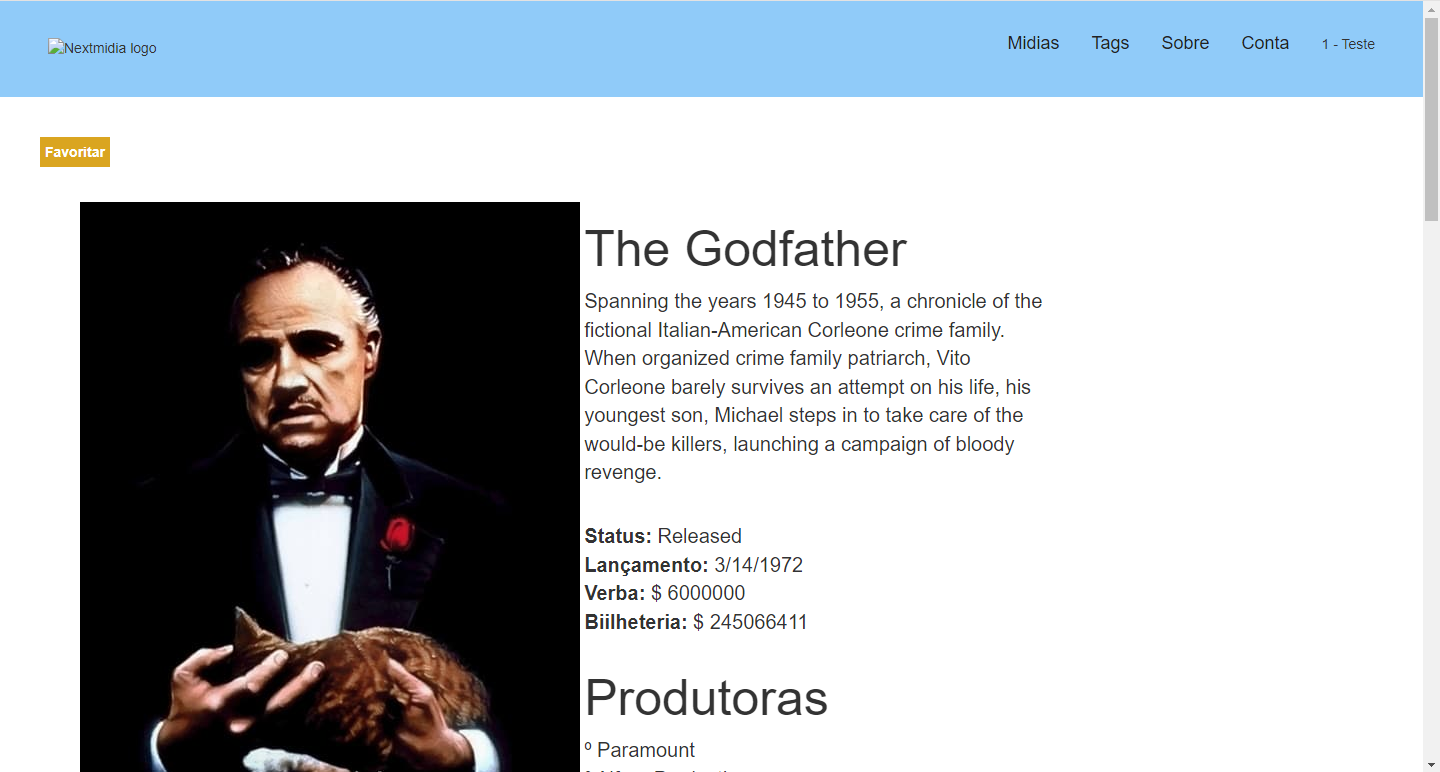 Nextmidia logo
Midias
Tags
Sobre
Conta
1 - Teste
Favoritar
The Godfather
Spanning the years 1945 to 1955, a chronicle of the
fictional Italian-American Corleone crime family.
When organized crime family patriarch, Vito
Corleone barely survives an attempt on his life, his
youngest son, Michael steps in to take care of the
would-be killers, launching a campaign of bloody
revenge.
Status: Released
Lançamento: 3/14/1972
Verba: $ 6000000
Biilheteria: $ 245066411
Produtoras
º Paramount